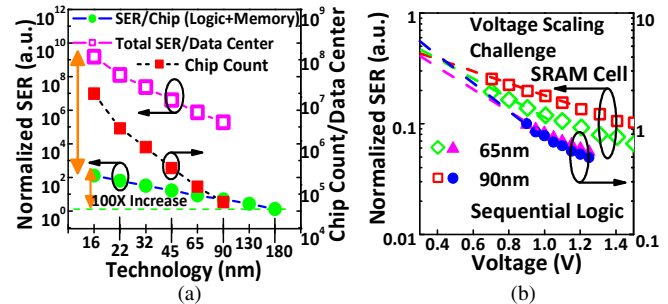 (a)
Normalized SER (a.u.)
10^12
10^10
10^8
10^6
10^4
10^2
10^0
SER/Chip (Logic+Memory)
Total SER/Data Center
Chip Count
100X Increase
10^9
10^8
10^7
10^6
10^5
10^4
Chip Count/Data Center
16 22 32 45 65 90 130 180
Technology (nm)
(a)
(b)
Normalized SER (a.u.)
1.00
0.10
0.01
Voltage Scaling
Challenge
SRAM Cell
65nm
90nm
Sequential Logic
10
1
0.1
0.4 0.6 0.8 1.0 1.2 1.4
Voltage (V)
(b)